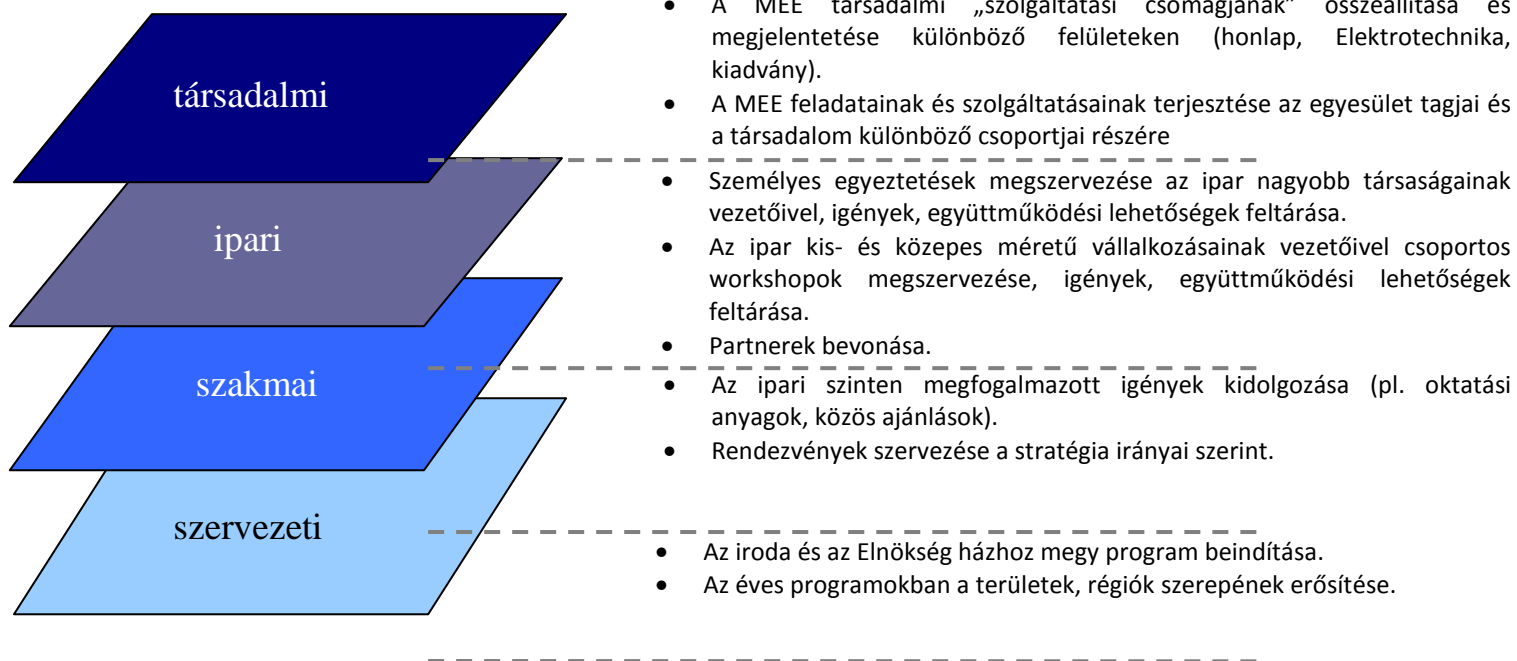 • A MEE társadalmi „szolgáltatási csomagjának” összeállítása és
megjelentetése különböző felületeken (honlap, Elektrotechnika,
kiadvány).
társadalmi
• A MEE feladatainak és szolgáltatásainak terjesztése az egyesület tagjai és
a társadalom különböző csoportjai részére
• Személyes egyeztetések megszervezése az ipar nagyobb társaságainak
vezetőivel, igények, együttműködési lehetőségek feltárása.
ipari
• Az ipar kis- és közepes méretű vállalkozásainak vezetőivel csoportos
workshopok megszervezése, igények, együttműködési lehetőségek
feltárása.
• Partnerek bevonása.
szakmai
• Az ipari szinten megfogalmazott igények kidolgozása (pl. oktatási
anyagok, közös ajánlások).
• Rendezvények szervezése a stratégia irányai szerint.
szervezeti
• Az iroda és az Elnökség házhoz megy program beindítása.
• Az éves programokban a területek, régiók szerepének erősítése.